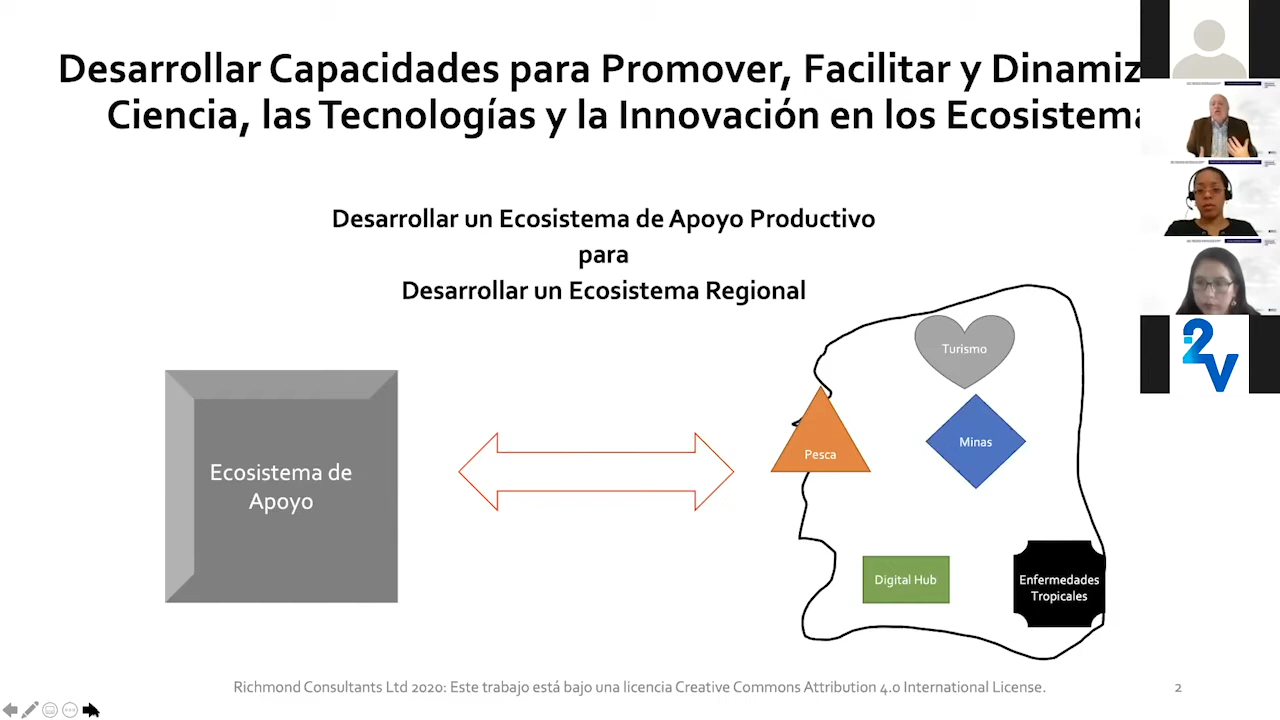 Desarrollar Capacidades para Promover, Facilitar y Dinamiz
Ciencia, las Tecnologías y la Innovación en los Ecosistema
Desarrollar un Ecosistema de Apoyo Productivo
para
Desarrollar un Ecosistema Regional
Ecosistema de
Apoyo
Turismo
Pesca
Minas
Digital Hub
Enfermedades
Tropicales
2V
Richmond Consultants Ltd 2020: Este trabajo está bajo una licencia Creative Commons Attribution 4.0 International License.
2